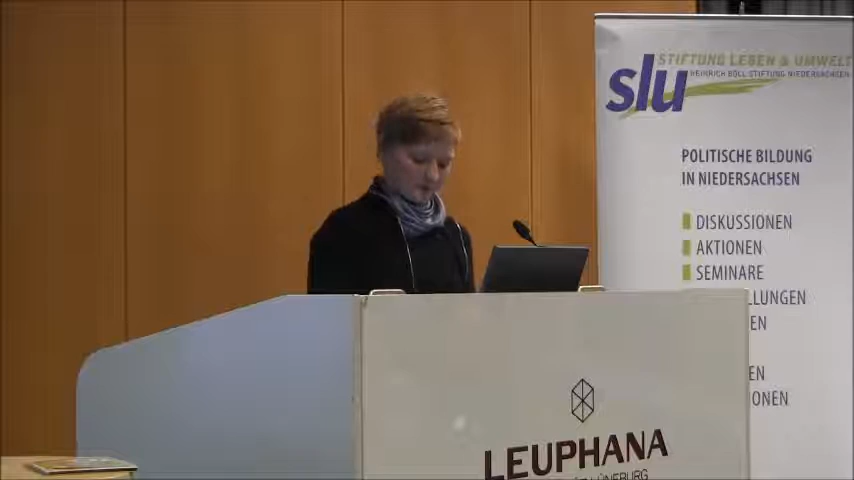 slu
STIFTUNG LEBEN & UMWELT
HEINRICH BÖLL STIFTUNG NIEDERSACHSEN
POLITISCHE BILDUNG
IN NIEDERSACHSEN
DISKUSSIONEN
AKTIONEN
SEMINARE
LLUNGEN
EN
EN
ONEN
LEUPHANA
LÜNEBURG